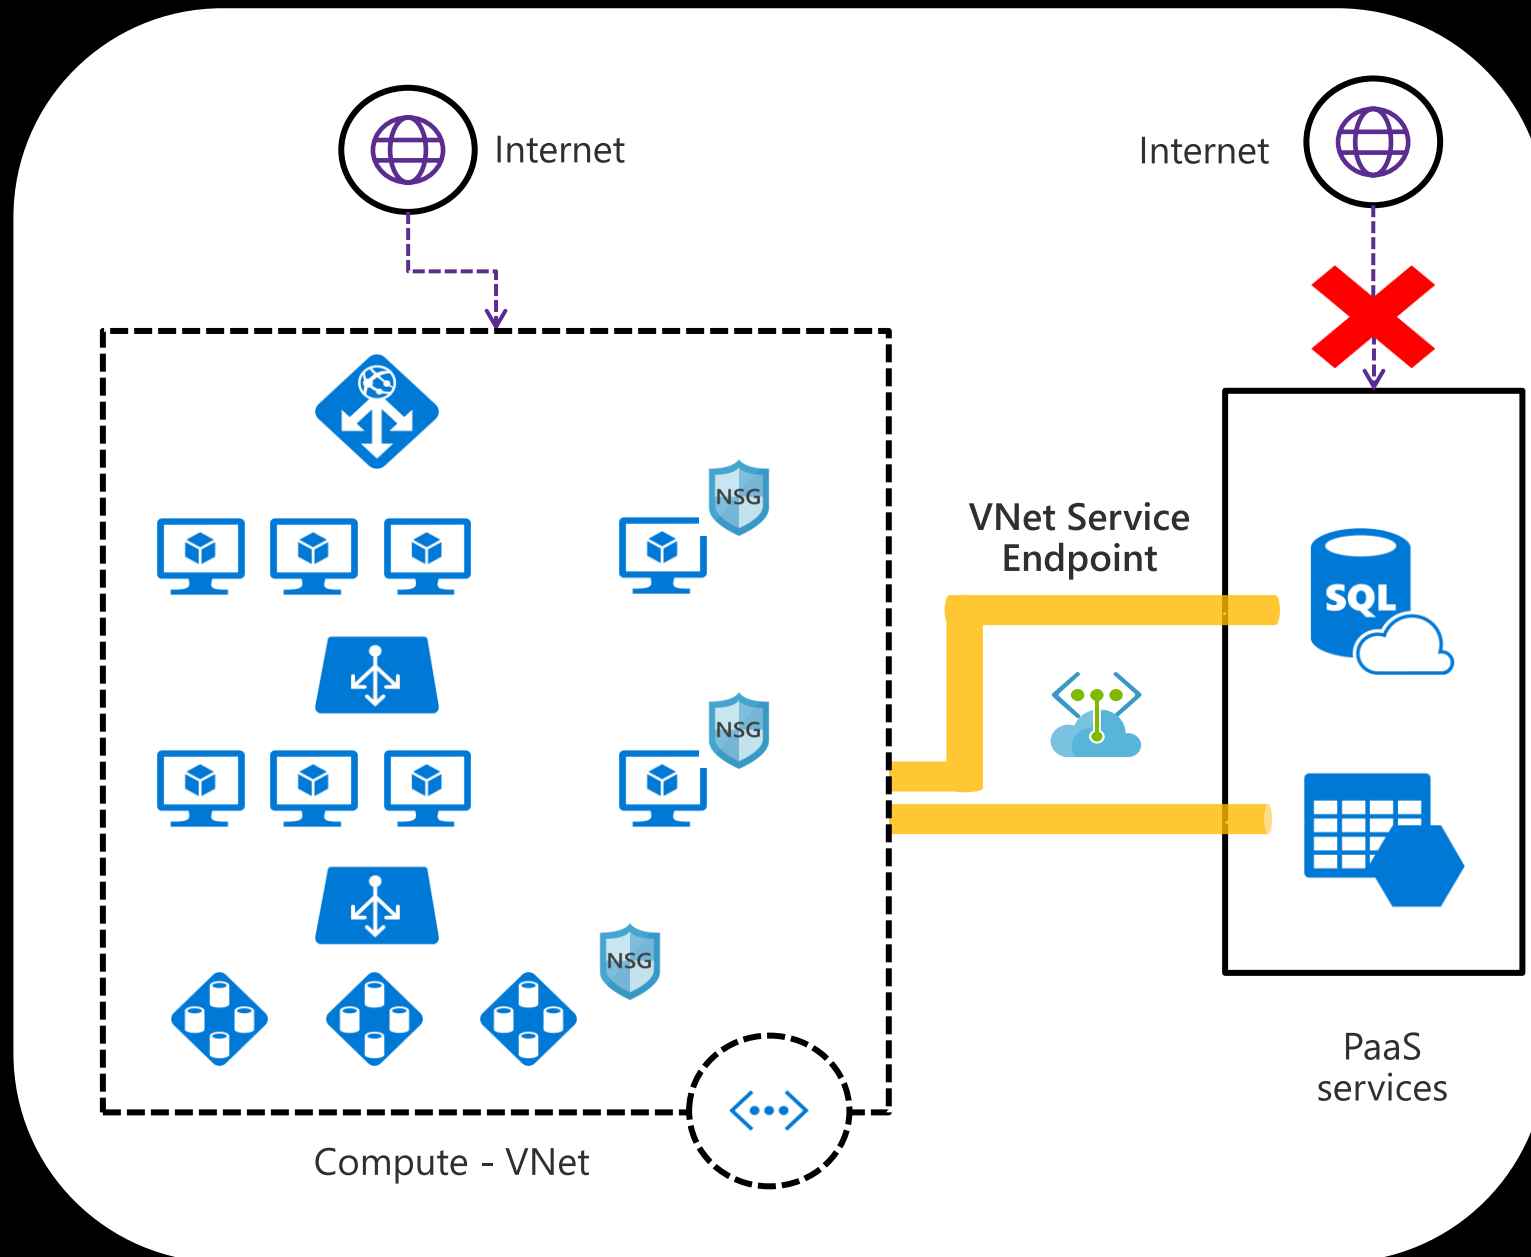 Internet
Internet
NSG
VNet Service
Endpoint
SQL
NSG
NSG
PaaS
services
Compute - VNet